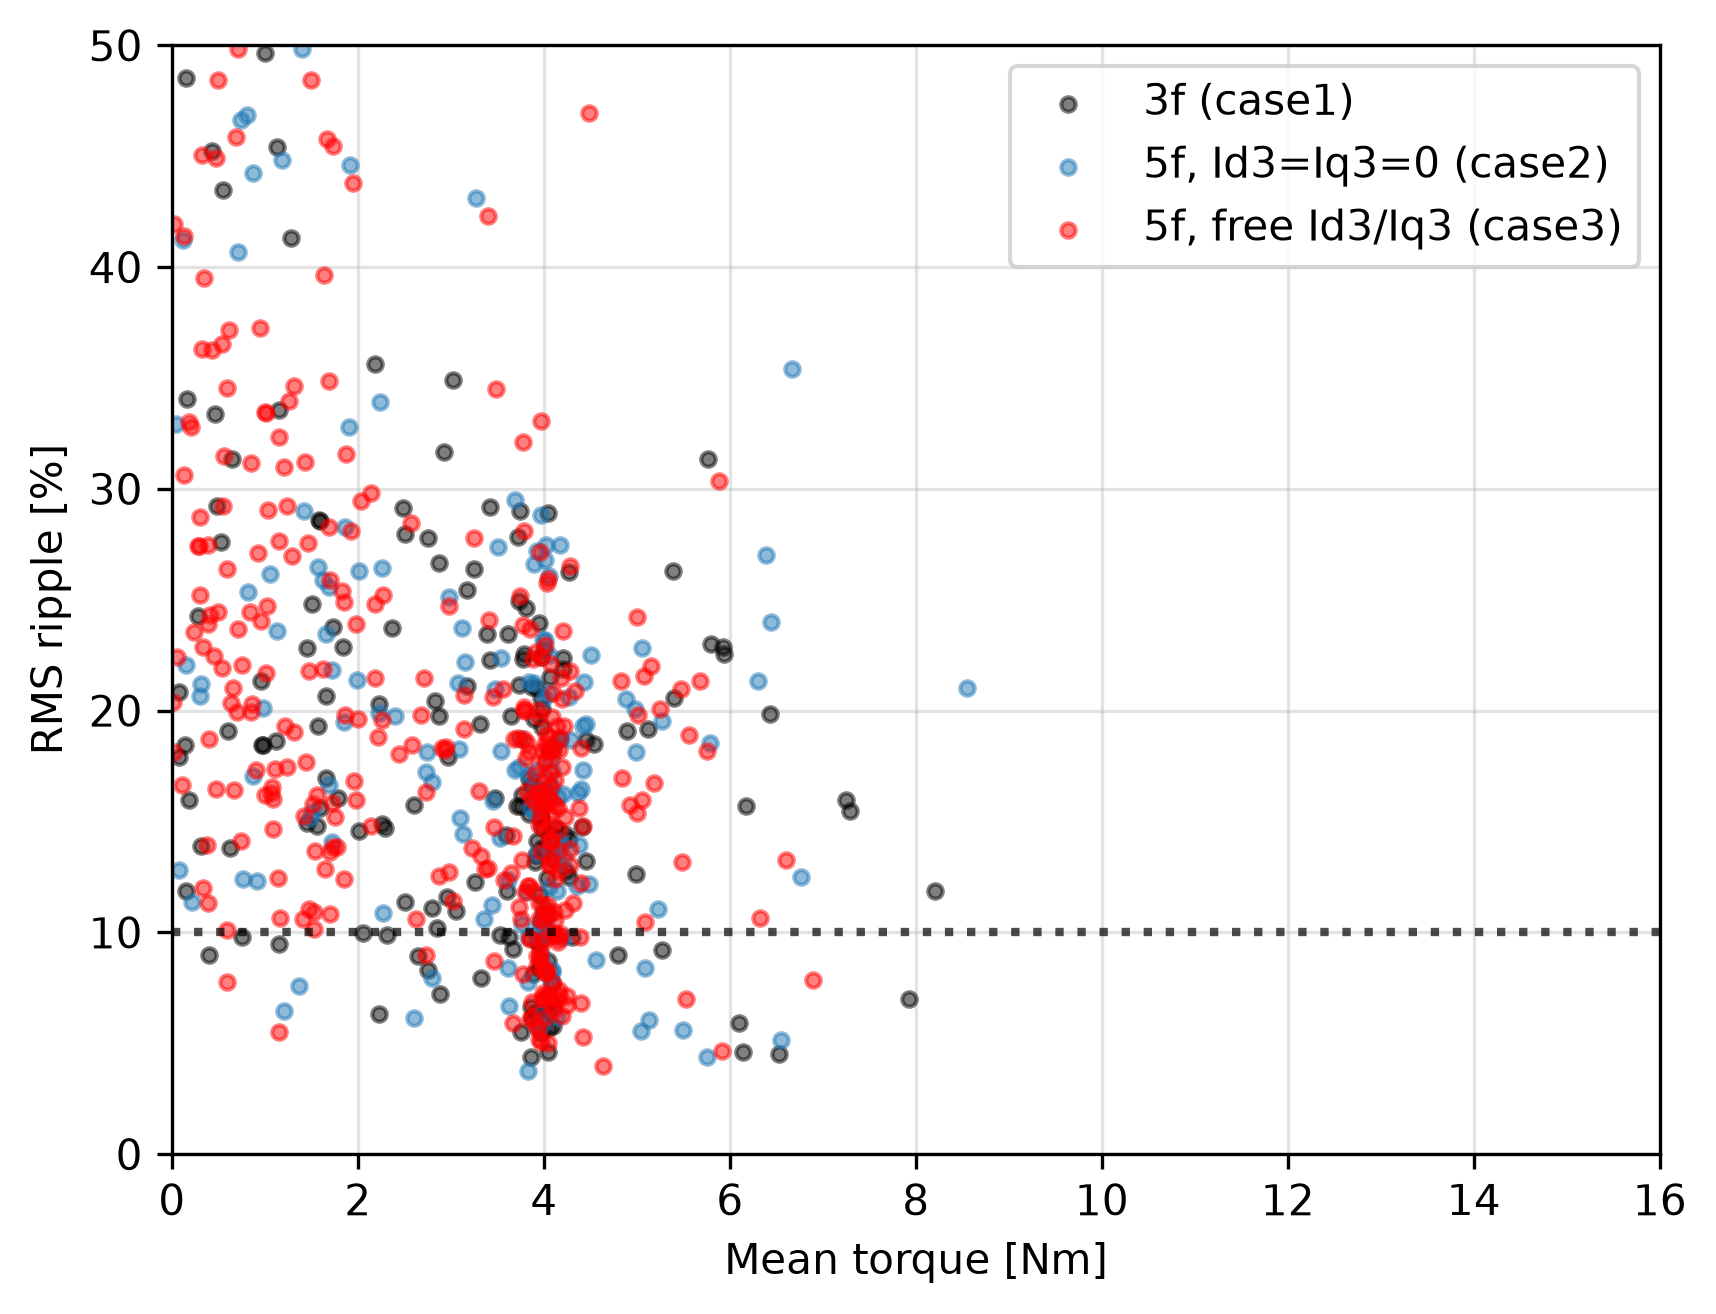 50
40
30
20
10
0
RMS ripple [%]
3f (case1)
5f, Id3=Iq3=0 (case2)
5f, free Id3/Iq3 (case3)
0 2 4 6 8 10 12 14 16
Mean torque [Nm]